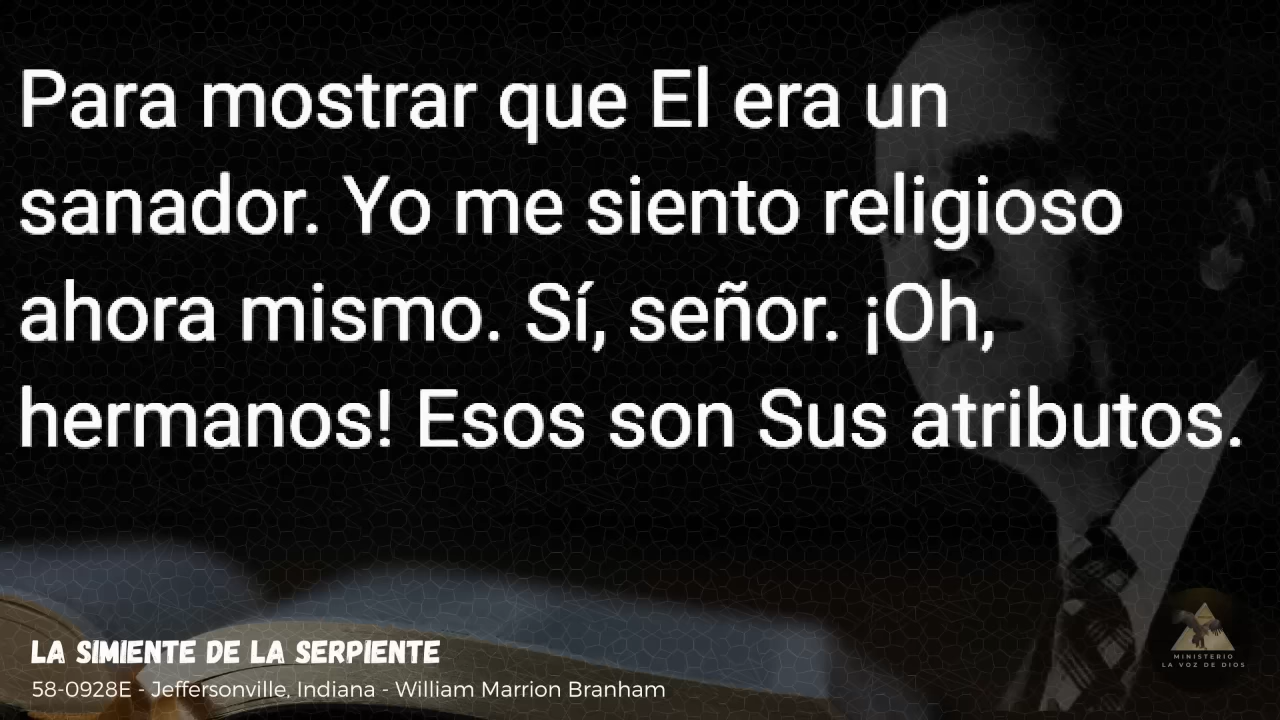 Para mostrar que El era un
sanador. Yo me siento religioso
ahora mismo. Sí, señor. ¡Oh,
hermanos! Esos son Sus atributos.
LA SIMIENTE DE LA SERPIENTE
58-0928E - Jeffersonville, Indiana - William Marrion Branham
MINISTERIO
LA VOZ DE DIOS